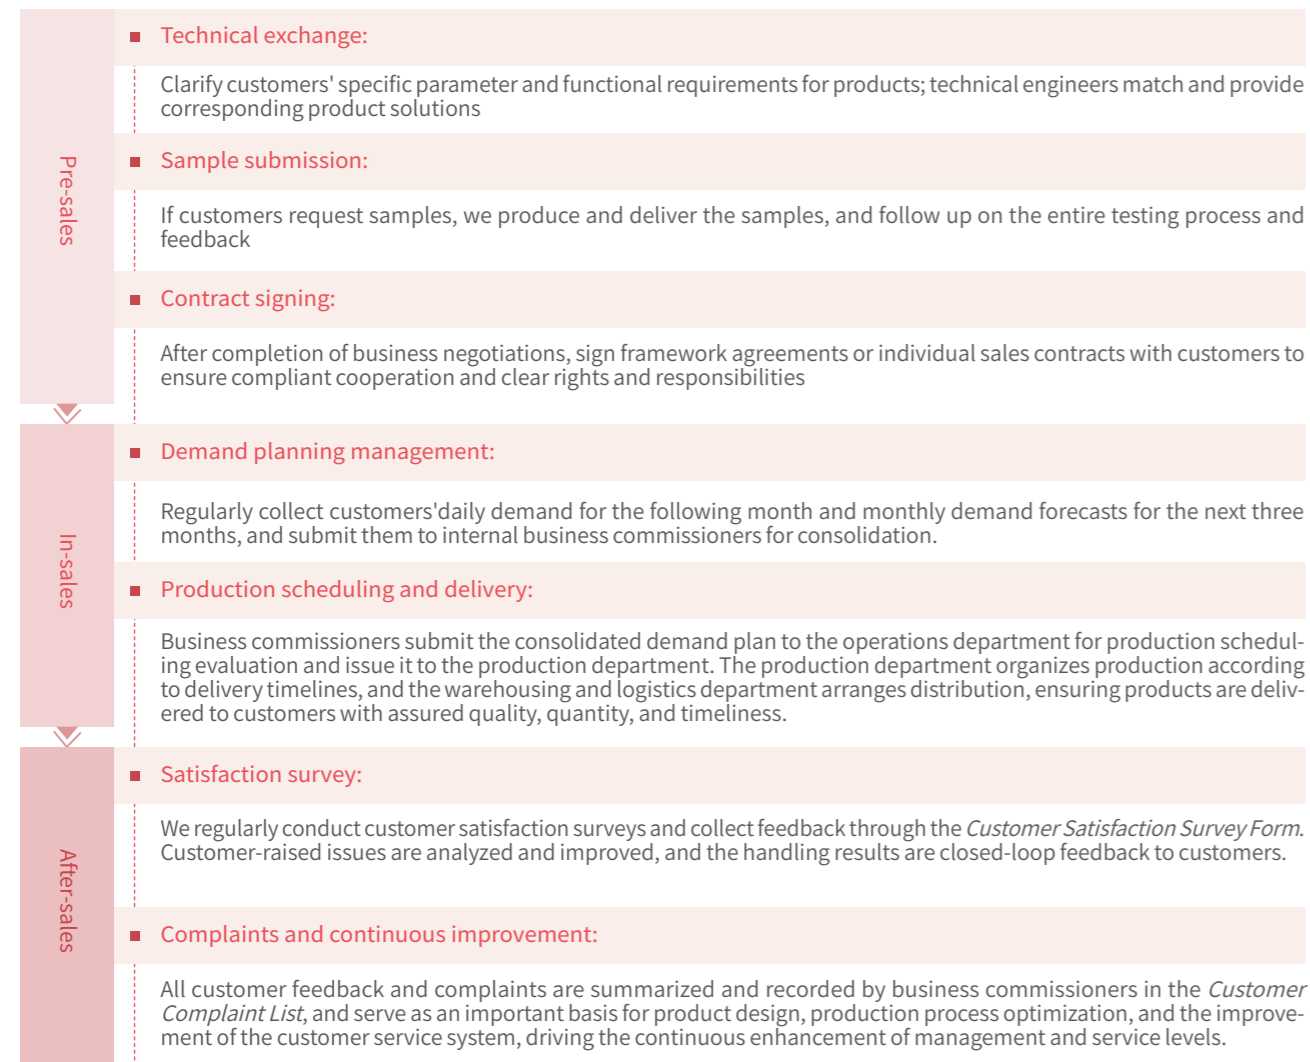 Pre-sales
Technical exchange:
Clarify customers' specific parameter and functional requirements for products; technical engineers match and provide
corresponding product solutions
Sample submission:
If customers request samples, we produce and deliver the samples, and follow up on the entire testing process and
feedback
Contract signing:
After completion of business negotiations, sign framework agreements or individual sales contracts with customers to
ensure compliant cooperation and clear rights and responsibilities
In-sales
Demand planning management:
Regularly collect customers'daily demand for the following month and monthly demand forecasts for the next three
months, and submit them to internal business commissioners for consolidation.
Production scheduling and delivery:
Business commissioners submit the consolidated demand plan to the operations department for production schedul-
ing evaluation and issue it to the production department. The production department organizes production according
to delivery timelines, and the warehousing and logistics department arranges distribution, ensuring products are deliv-
ered to customers with assured quality, quantity, and timeliness.
After-sales
Satisfaction survey:
We regularly conduct customer satisfaction surveys and collect feedback through the Customer Satisfaction Survey Form.
Customer-raised issues are analyzed and improved, and the handling results are closed-loop feedback to customers.
Complaints and continuous improvement:
All customer feedback and complaints are summarized and recorded by business commissioners in the Customer
Complaint List, and serve as an important basis for product design, production process optimization, and the improve-
ment of the customer service system, driving the continuous enhancement of management and service levels.